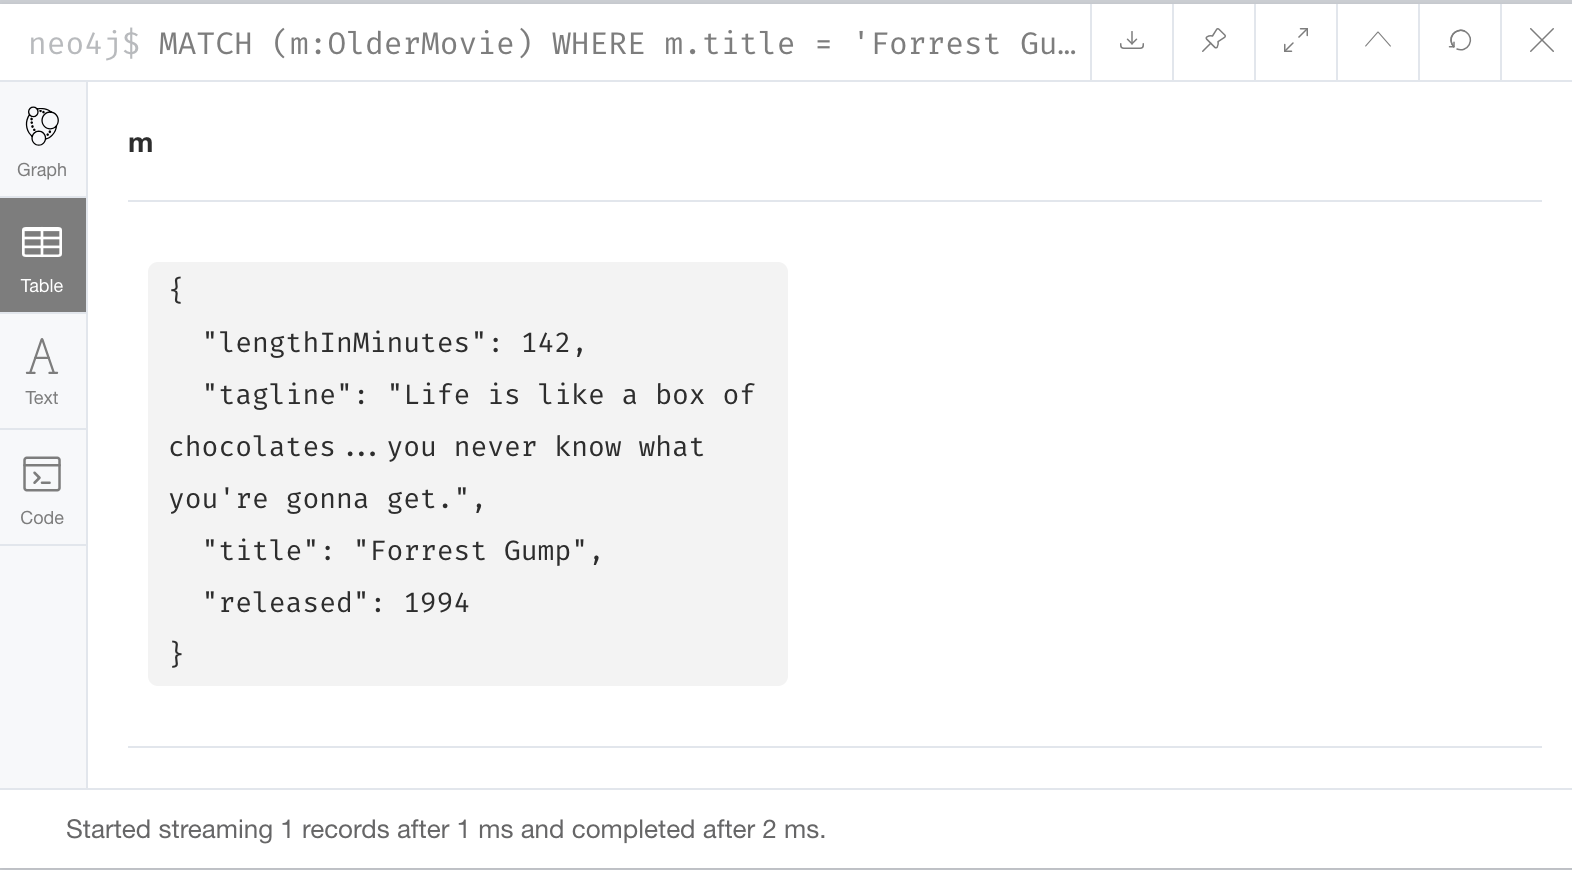 neo4j$ MATCH (m:OlderMovie) WHERE m.title = 'Forrest Gu…
Graph
Table
Text
Code
m
{
"lengthInMinutes": 142,
"tagline": "Life is like a box of
chocolates...you never know what
you're gonna get.",
"title": "Forrest Gump",
"released": 1994
}
Started streaming 1 records after 1 ms and completed after 2 ms.